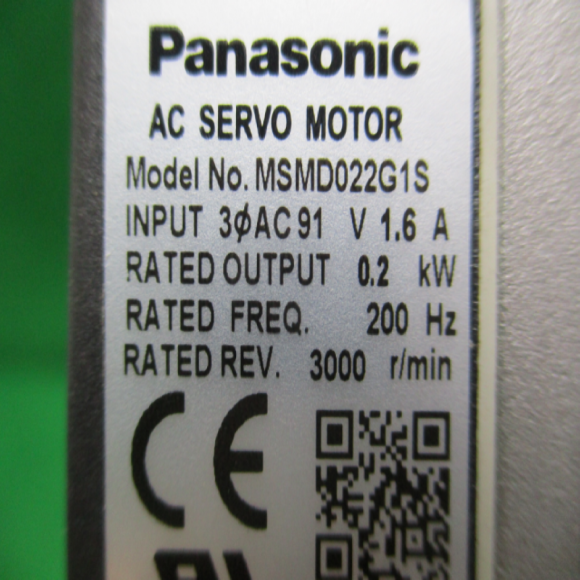 Panasonic
AC SERVO MOTOR
Model No. MSMD022G1S
INPUT 3φAC 91 V 1.6 A
RATED OUTPUT 0.2 kW
RATED FREQ. 200 Hz
RATED REV. 3000 r/min
CE